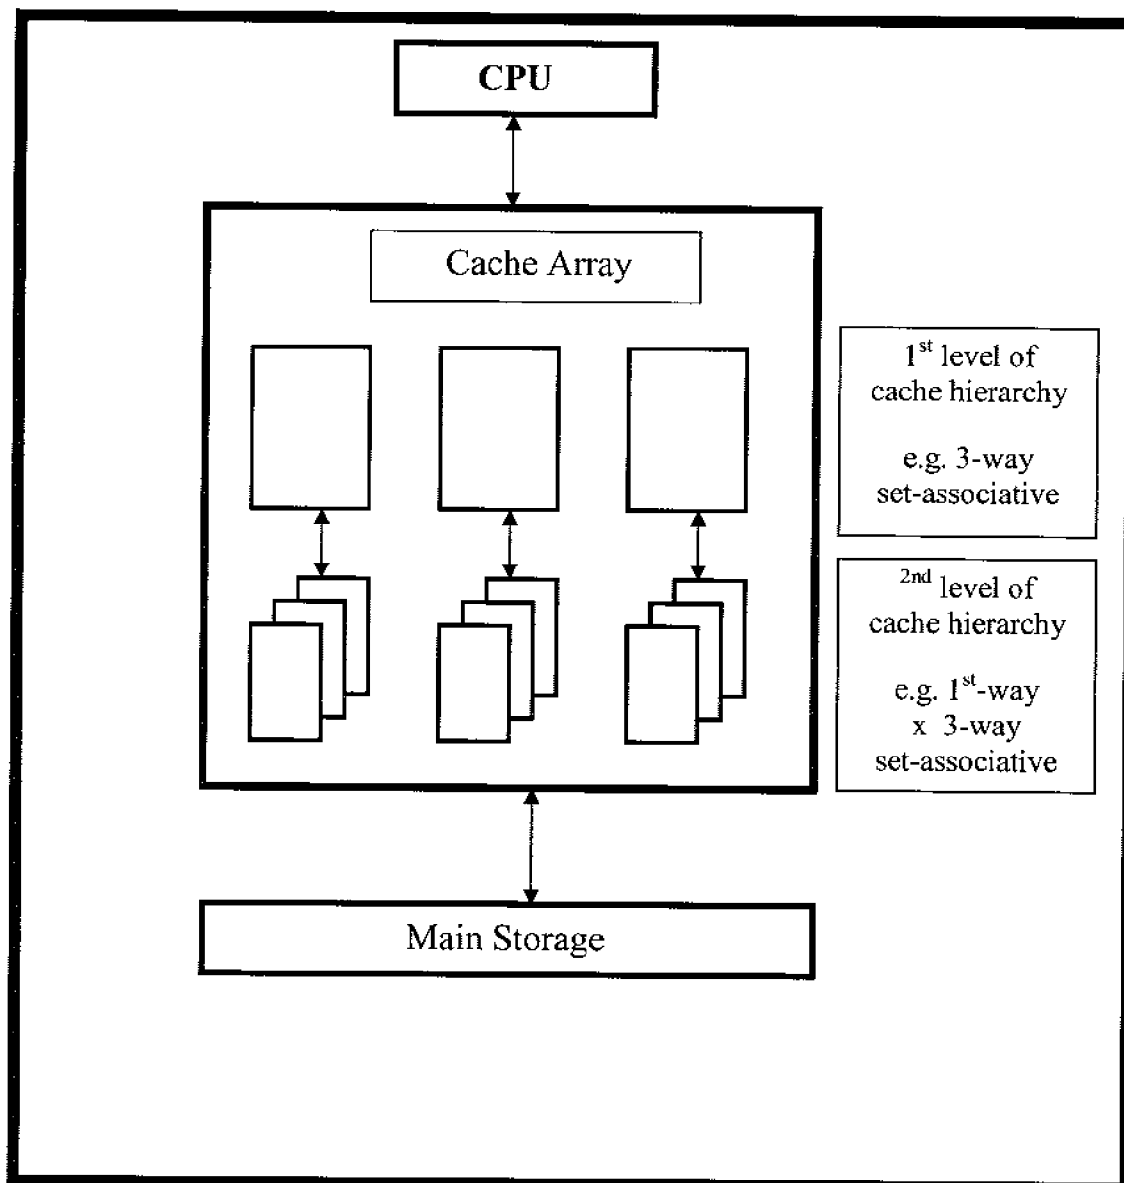 CPU
Cache Array
1st level of
cache hierarchy
e.g. 3-way
set-associative
2nd level of
cache hierarchy
e.g. 1st-way
x 3-way
set-associative
Main Storage